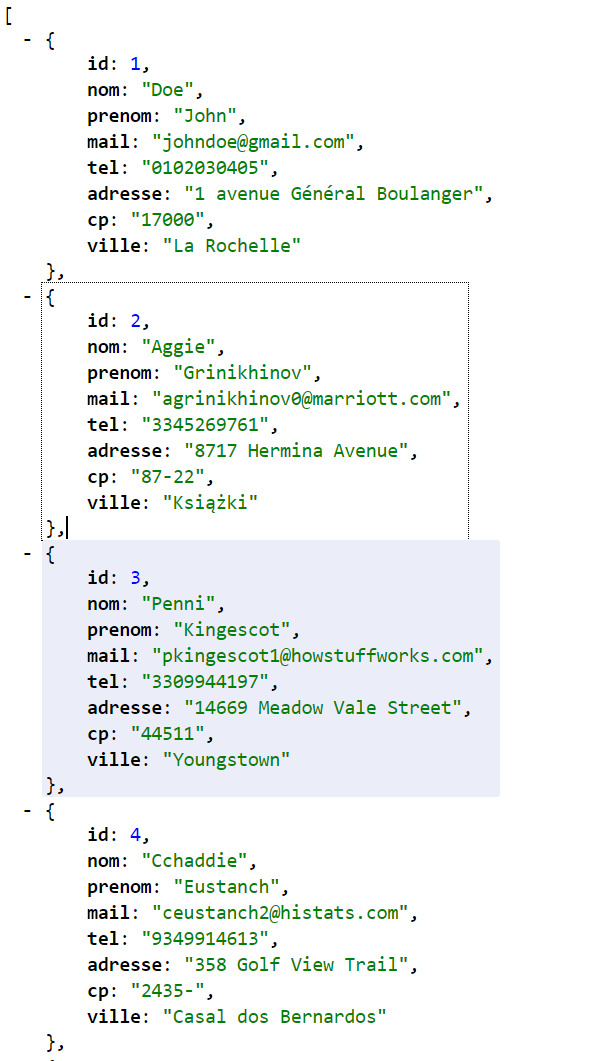 [
- {
id: 1,
nom: "Doe",
prenom: "John",
mail: "johndoe@gmail.com",
tel: "0102030405",
adresse: "1 avenue Général Boulanger",
cp: "17000",
ville: "La Rochelle"
},
- {
id: 2,
nom: "Aggie",
prenom: "Grinikhinov",
mail: "agrinikhinov0@marriott.com",
tel: "3345269761",
adresse: "8717 Hermina Avenue",
cp: "87-22",
ville: "Książki"
},
- {
id: 3,
nom: "Penni",
prenom: "Kingescot",
mail: "pkingescot1@howstuffworks.com",
tel: "3309944197",
adresse: "14669 Meadow Vale Street",
cp: "44511",
ville: "Youngstown"
},
- {
id: 4,
nom: "Cchaddie",
prenom: "Eustanch",
mail: "ceustanch2@histats.com",
tel: "9349914613",
adresse: "358 Golf View Trail",
cp: "2435-",
ville: "Casal dos Bernardos"
},